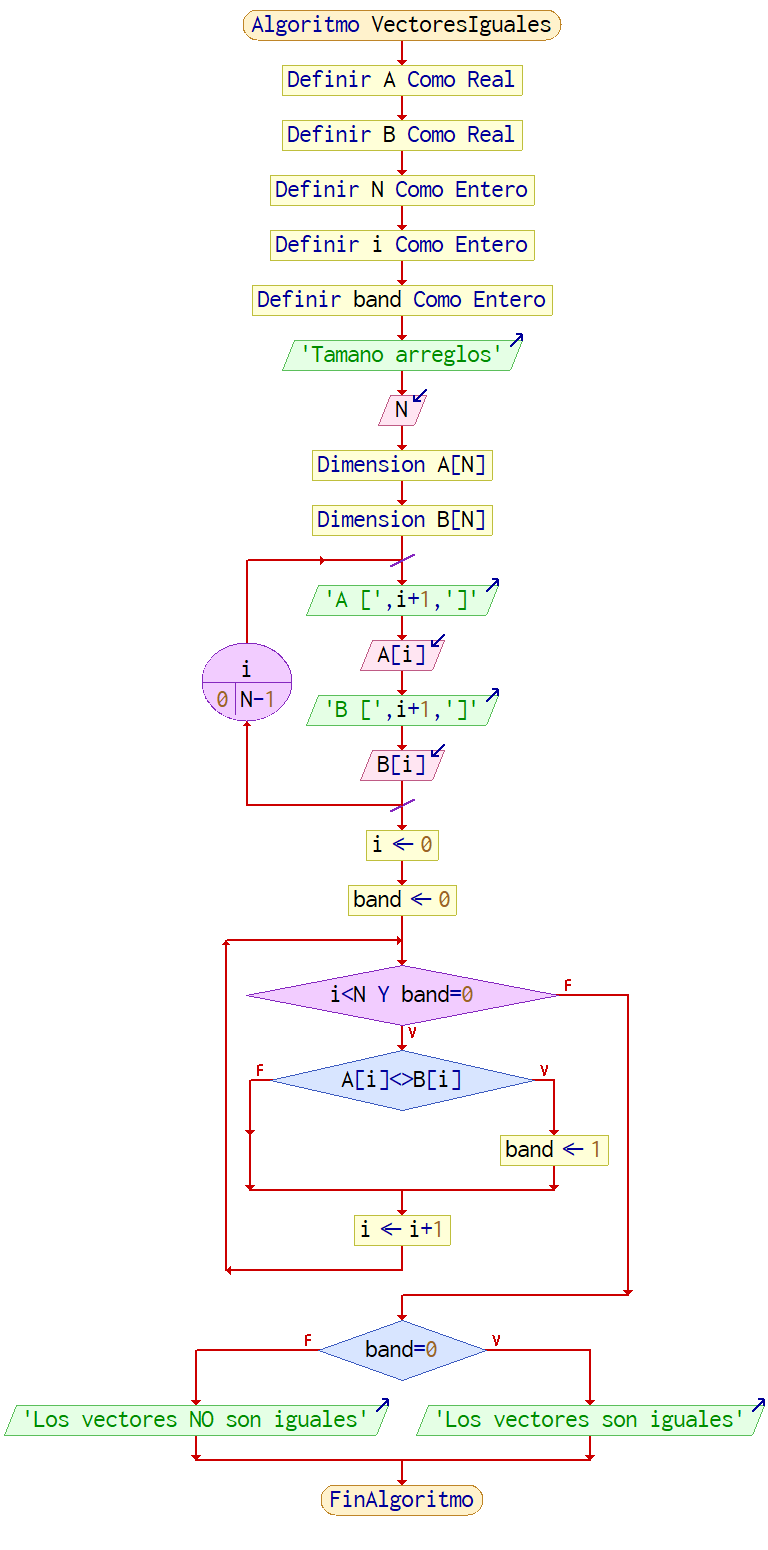 Algoritmo VectoresIguales
Definir A Como Real
Definir B Como Real
Definir N Como Entero
Definir i Como Entero
Definir band Como Entero
'Tamano arreglos'
N
Dimension A[N]
Dimension B[N]
'A [',i+1,']'
A[i]
i
0 N-1
'B [',i+1,']'
B[i]
i ← 0
band ← 0
i<N Y band=0
F
V
A[i]<>B[i]
F
V
band ← 1
i ← i+1
band=0
F
V
'Los vectores NO son iguales'
'Los vectores son iguales'
FinAlgoritmo